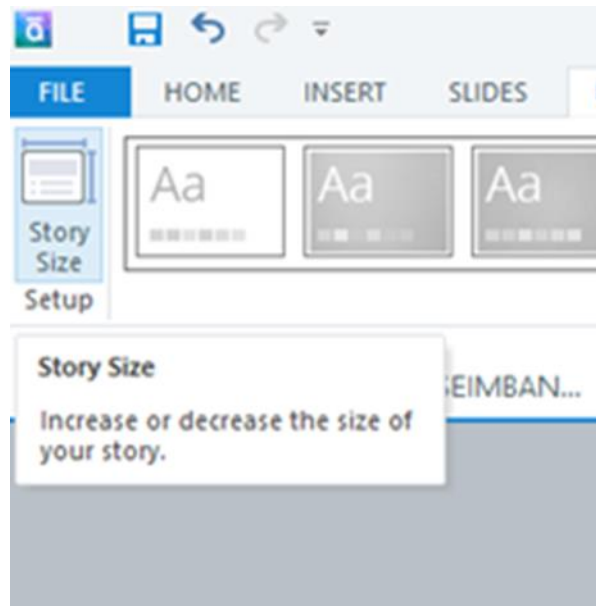 ā
FILE HOME INSERT SLIDES
Aa Aa Aa
Story
Size
Setup
Story Size
Increase or decrease the size of
your story.
EIMBAN...